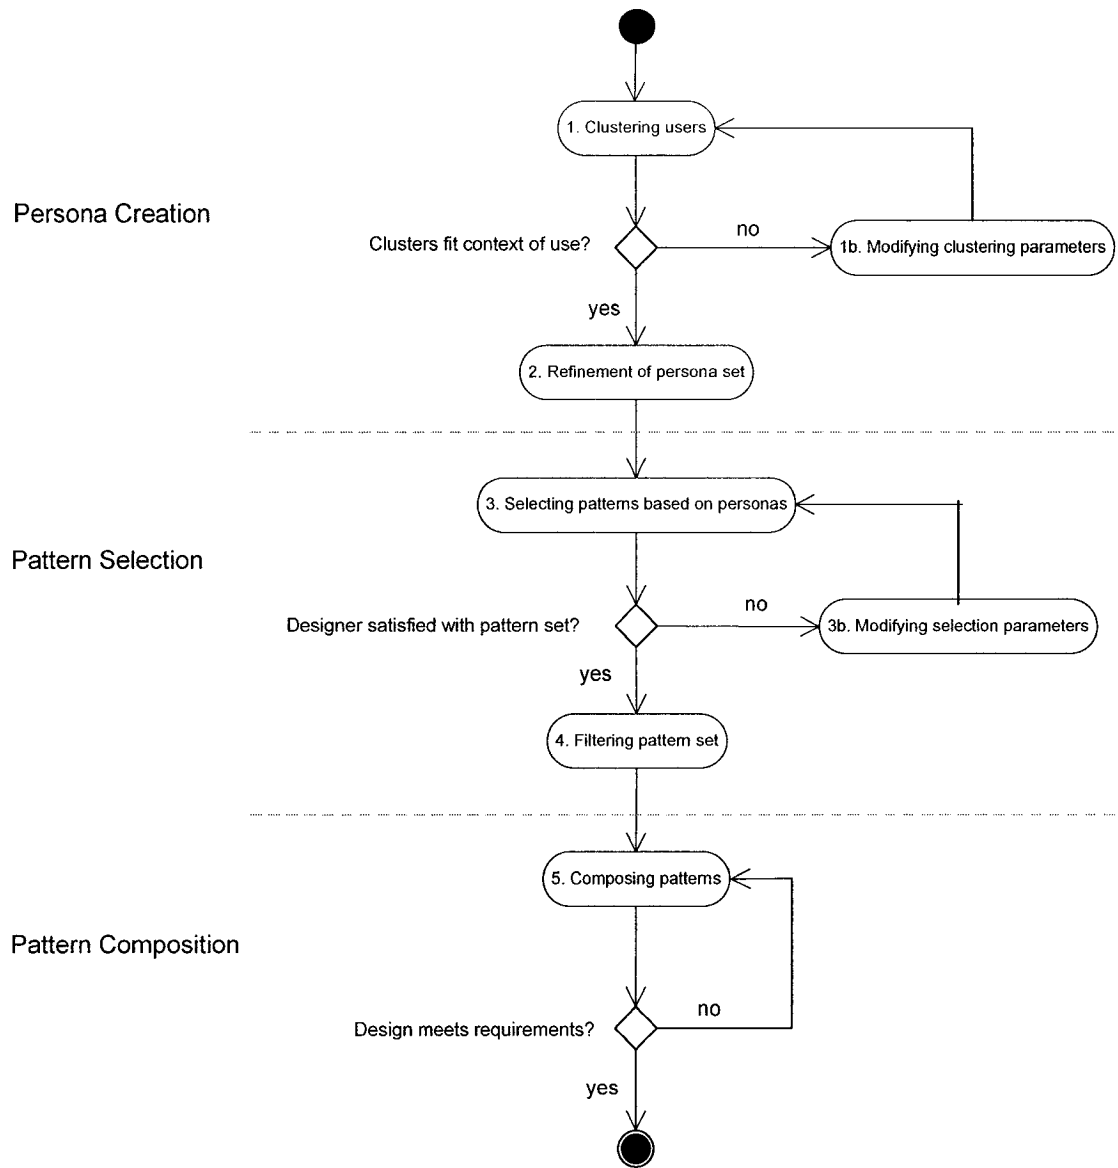 1. Clustering users
Persona Creation
Clusters fit context of use?
no
1b. Modifying clustering parameters
yes
2. Refinement of persona set
3. Selecting patterns based on personas
Pattern Selection
Designer satisfied with pattern set?
no
3b. Modifying selection parameters
yes
4. Filtering pattern set
5. Composing patterns
Pattern Composition
Design meets requirements?
no
yes